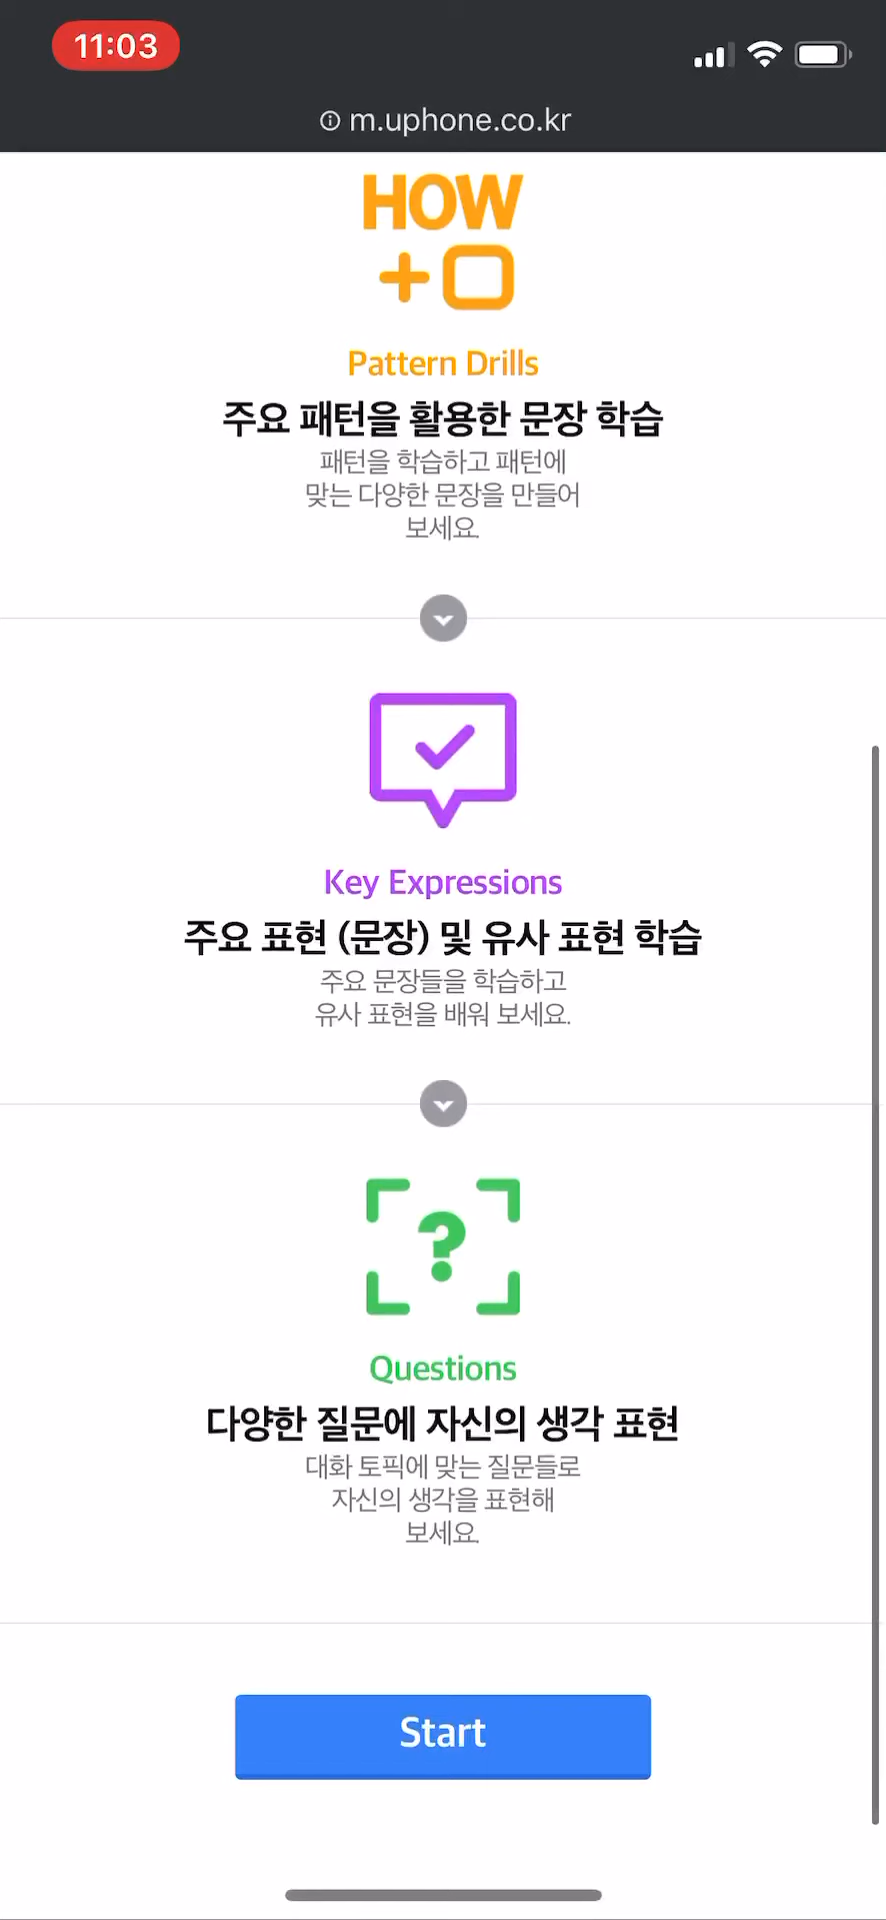 11:03
m.uphone.co.kr
HOW
Pattern Drills
주요 패턴을 활용한 문장 학습
패턴을 학습하고 패턴에
맞는 다양한 문장을 만들어
보세요.
Key Expressions
주요 표현 (문장) 및 유사 표현 학습
주요 문장들을 학습하고
유사 표현을 배워 보세요.
?
Questions
다양한 질문에 자신의 생각 표현
대화 토픽에 맞는 질문들로
자신의 생각을 표현해
보세요.
Start